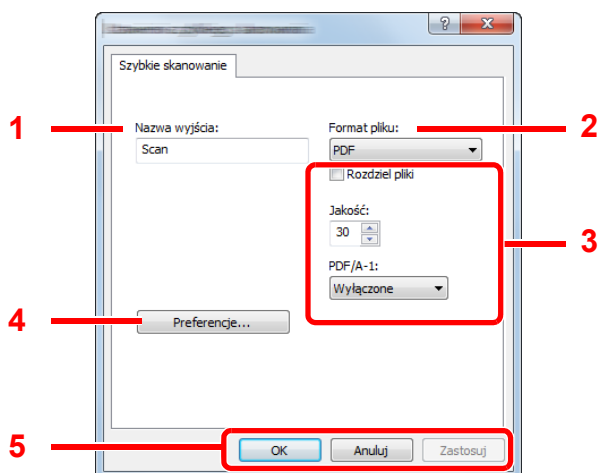 Szybkie skanowanie
1
Nazwa wyjścia:
Format pliku:
2
Scan
PDF
Rozdziel pliki
Jakość:
30
3
PDF/A-1:
Wyłączone
4
Preferencje...
5
OK
Anuluj
Zastosuj